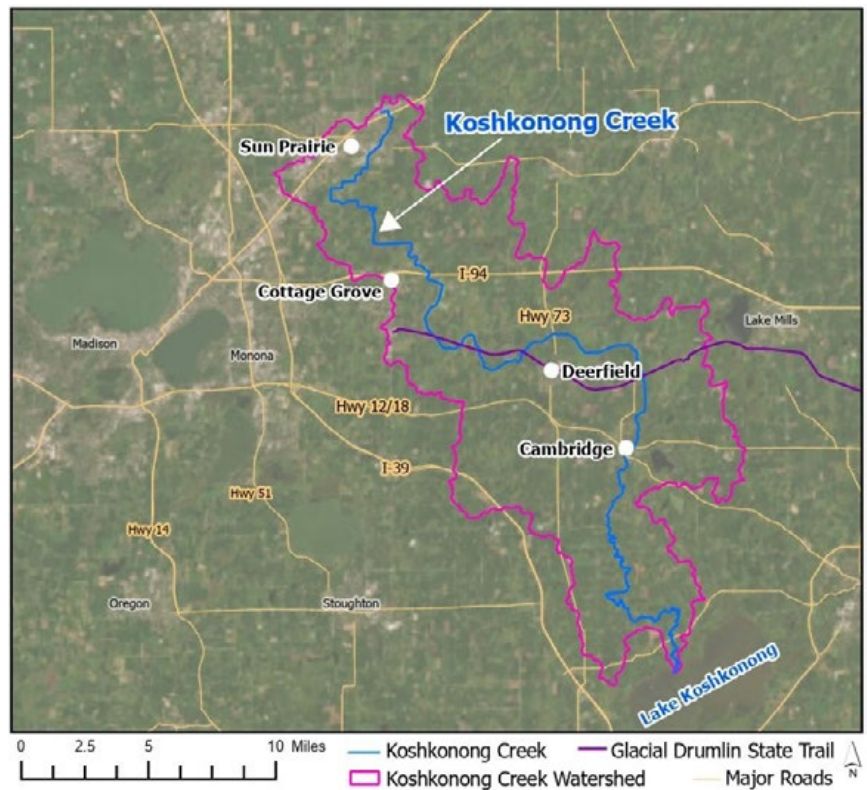 Koshkonong Creek
Sun Prairie
I-94
Cottage Grove
Hwy 73
Lake Mills
Madison
Monona
Deerfield
Hwy 12/18
Cambridge
I-39
Hwy 51
Hwy 14
Oregon
Stoughton
Lake Koshkonong
0 2.5 5 10 Miles
Koshkonong Creek
Glacial Drumlin State Trail
Koshkonong Creek Watershed
Major Roads
N